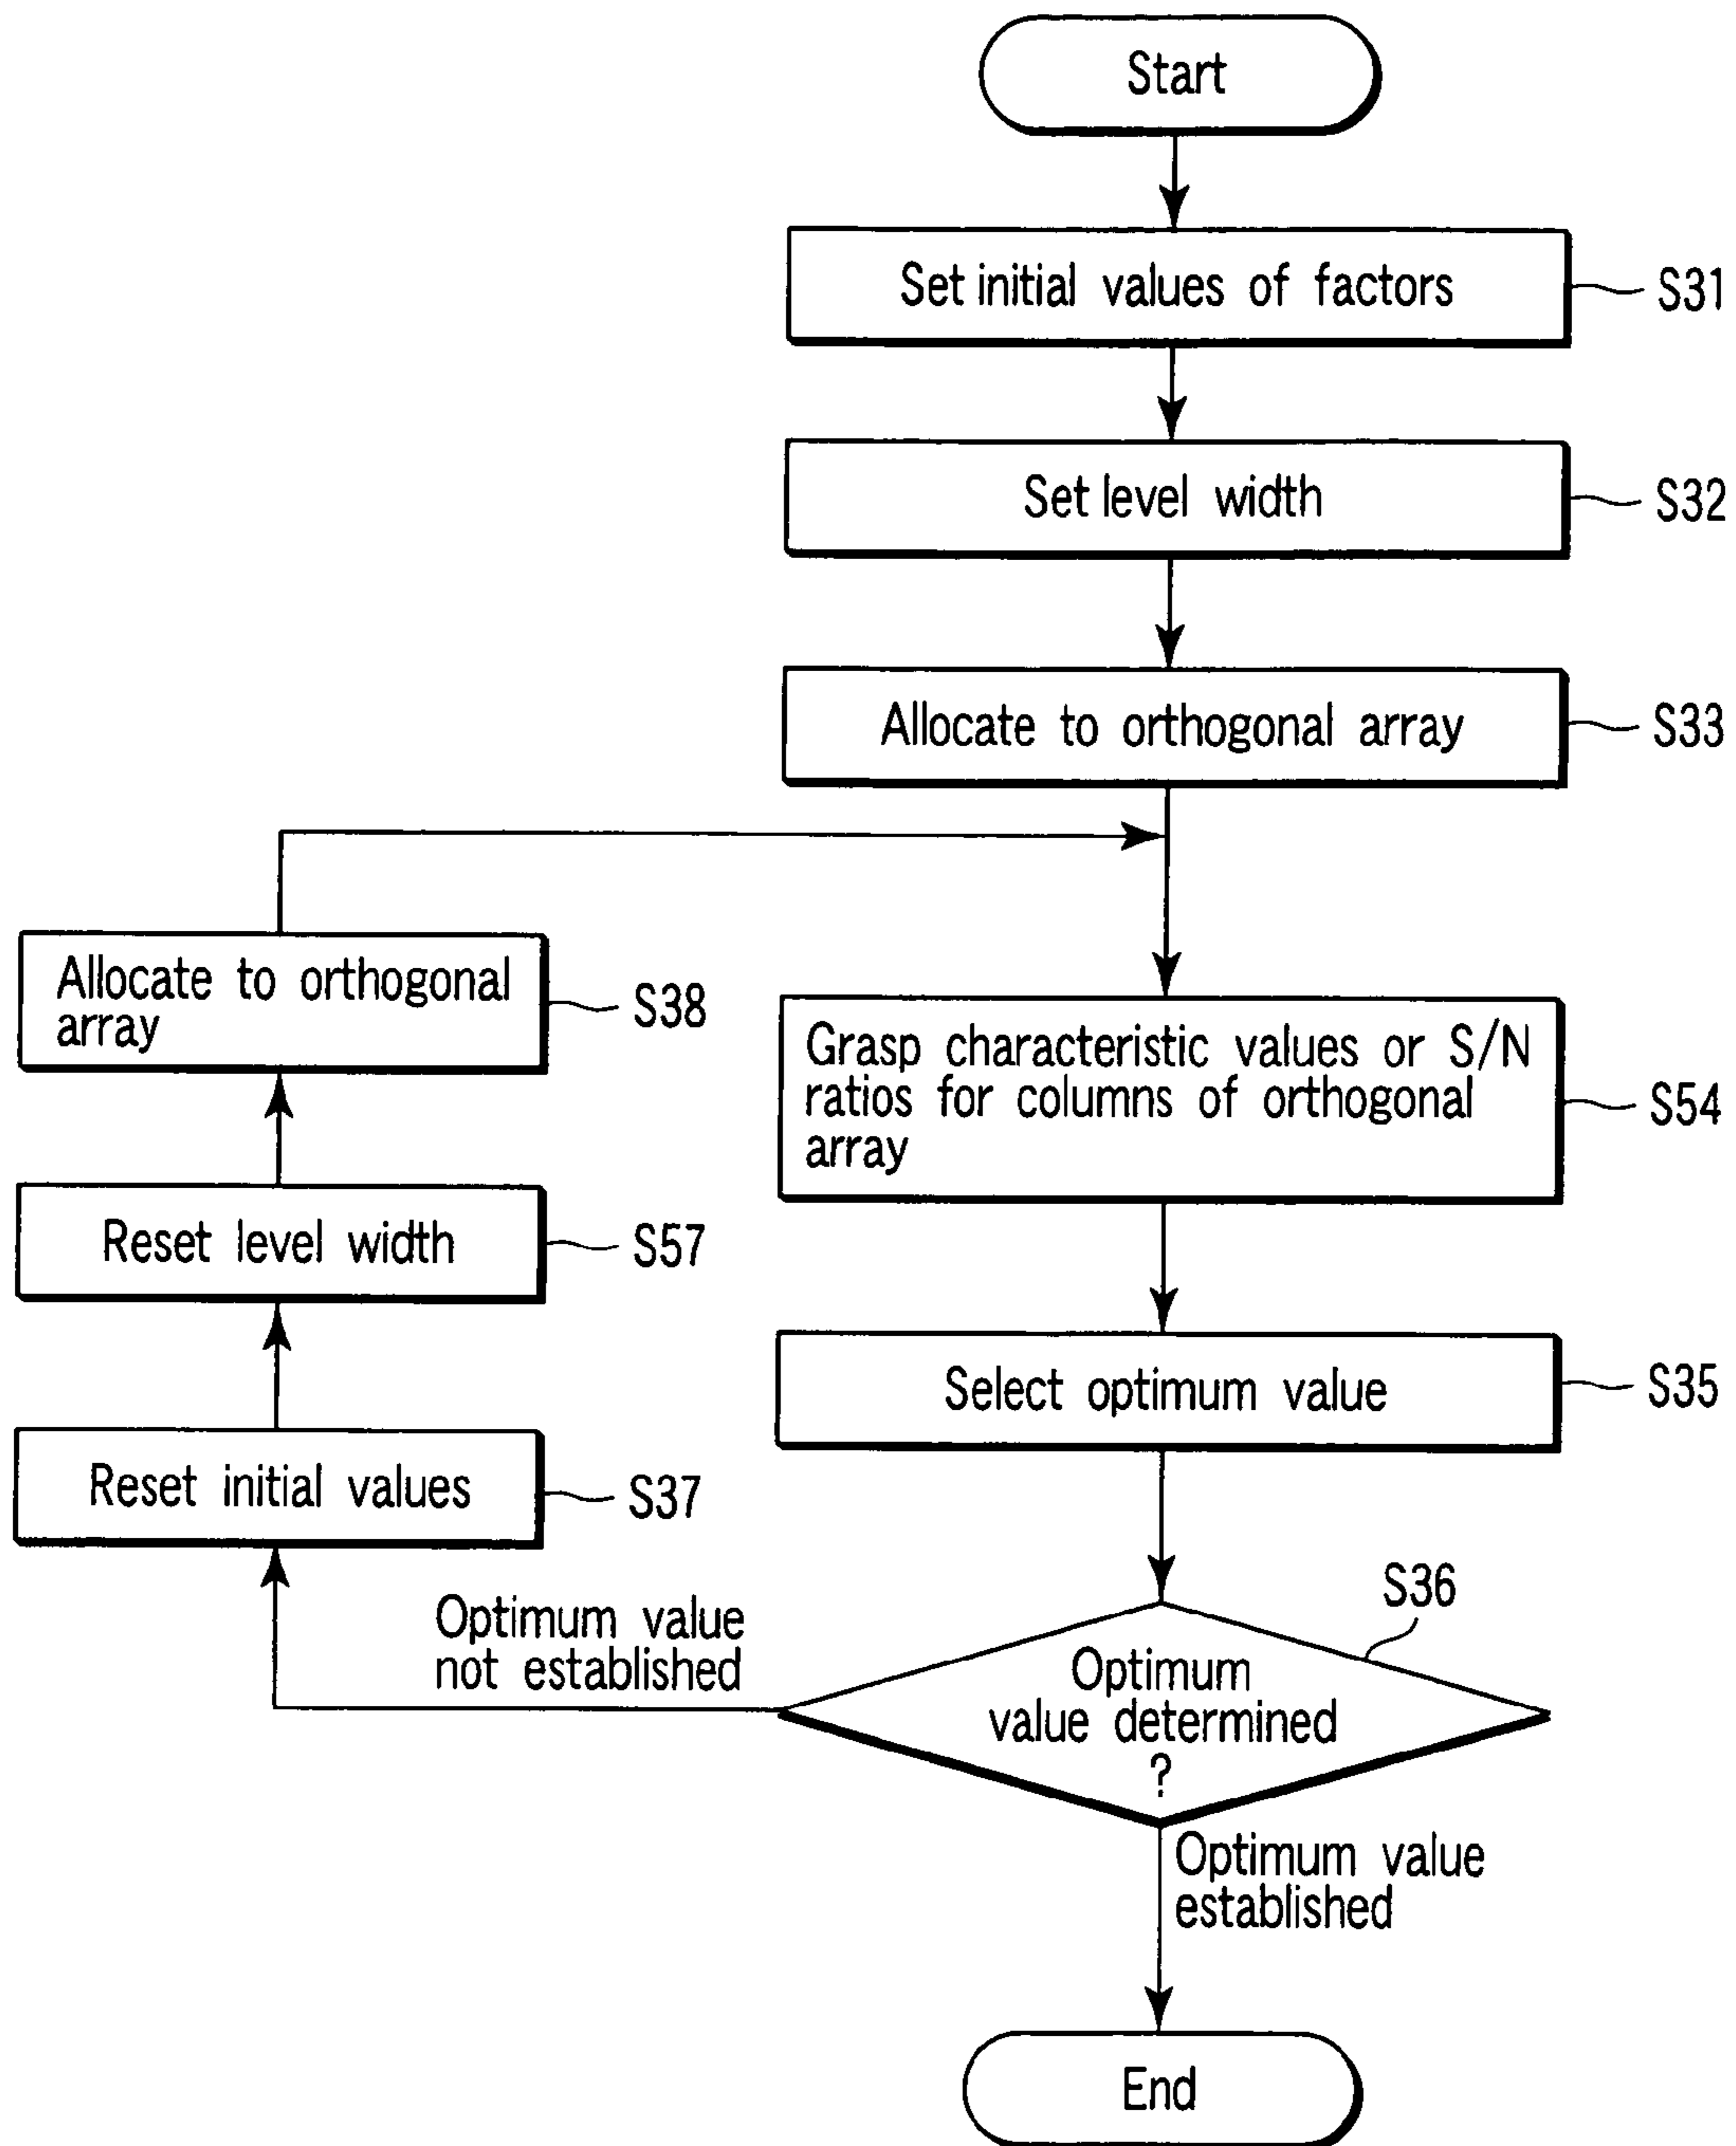 Start
Set initial values of factors
S31
Set level width
S32
Allocate to orthogonal array
S33
Allocate to orthogonal
array
S38
Grasp characteristic values or S/N
ratios for columns of orthogonal
array
S54
Reset level width
S57
Select optimum value
S35
Reset initial values
S37
S36
Optimum value
not established
Optimum
value determined
?
Optimum value
established
End